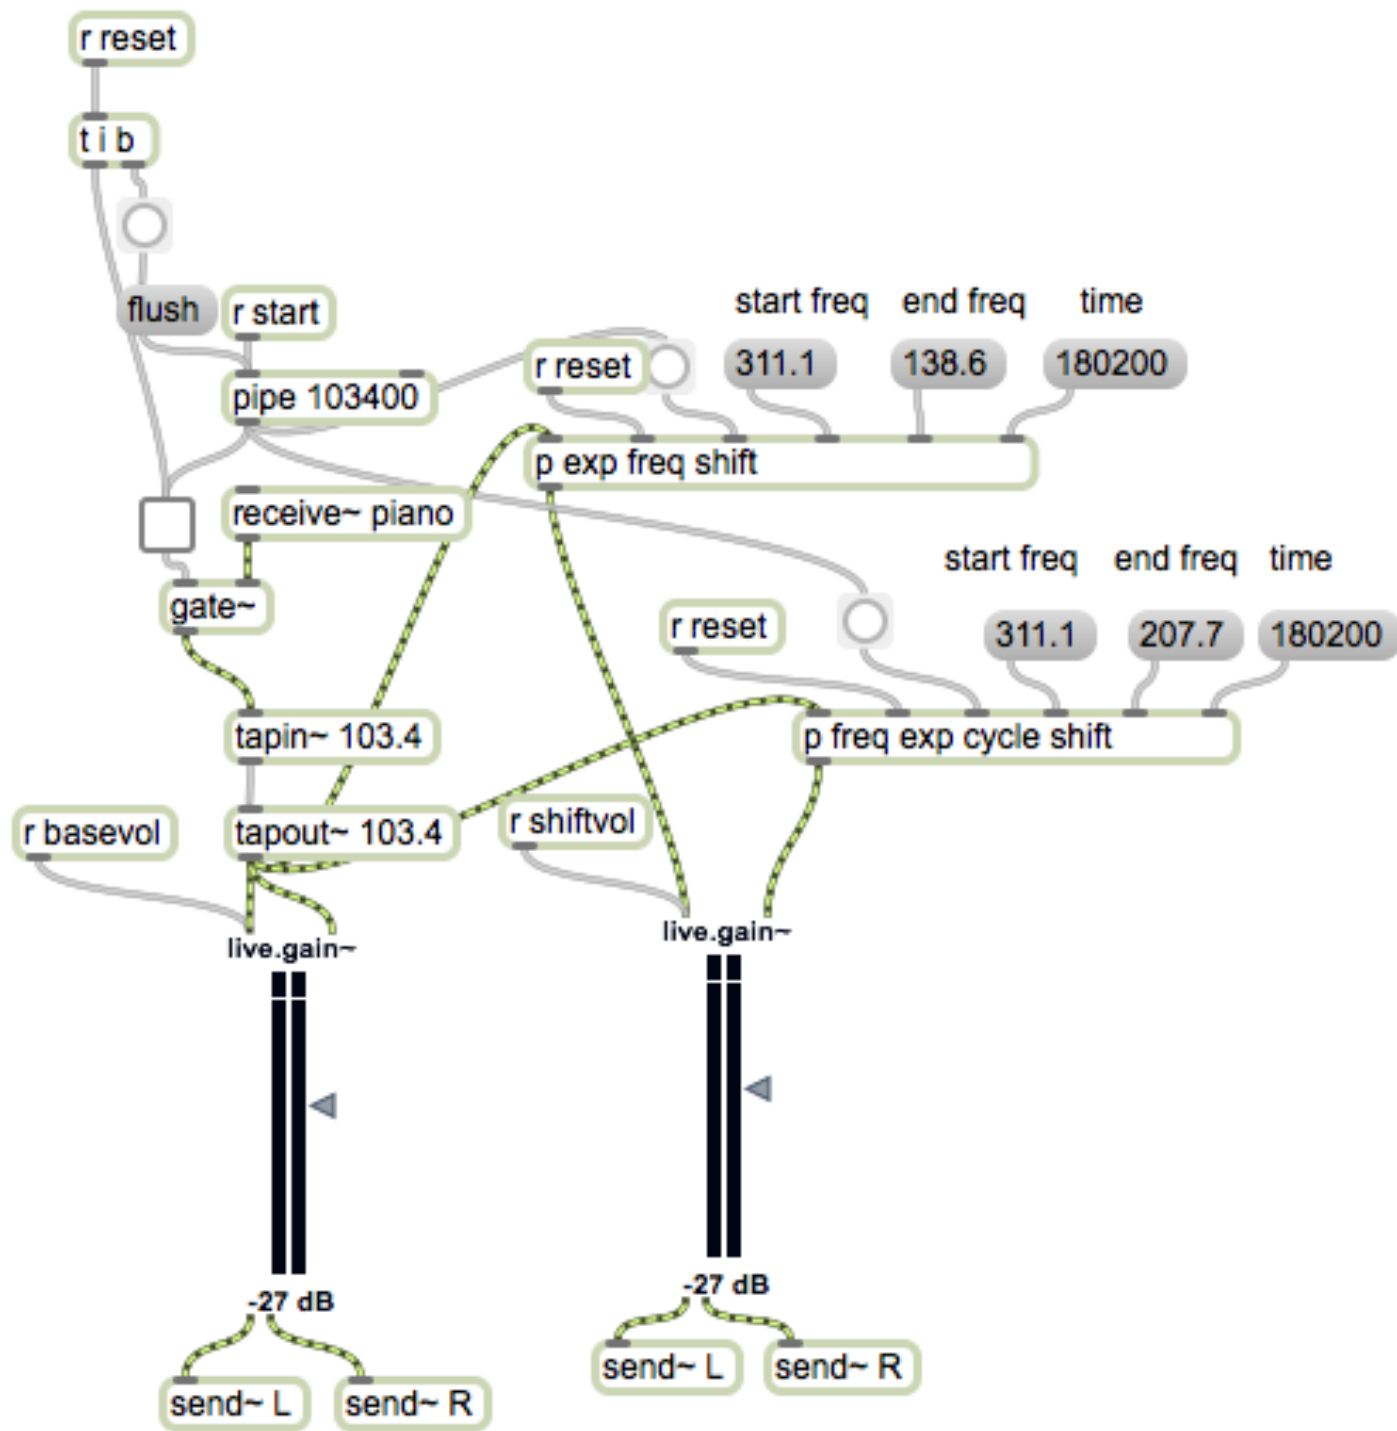 r reset
t i b
flush
r start
start freq
end freq
time
r reset
311.1
138.6
180200
pipe 103400
p exp freq shift
receive~ piano
start freq
end freq
time
gate~
r reset
311.1
207.7
180200
tapin~ 103.4
p freq exp cycle shift
r basevol
tapout~ 103.4
r shiftvol
live.gain~
live.gain~
-27 dB
-27 dB
send~ L
send~ R
send~ L
send~ R